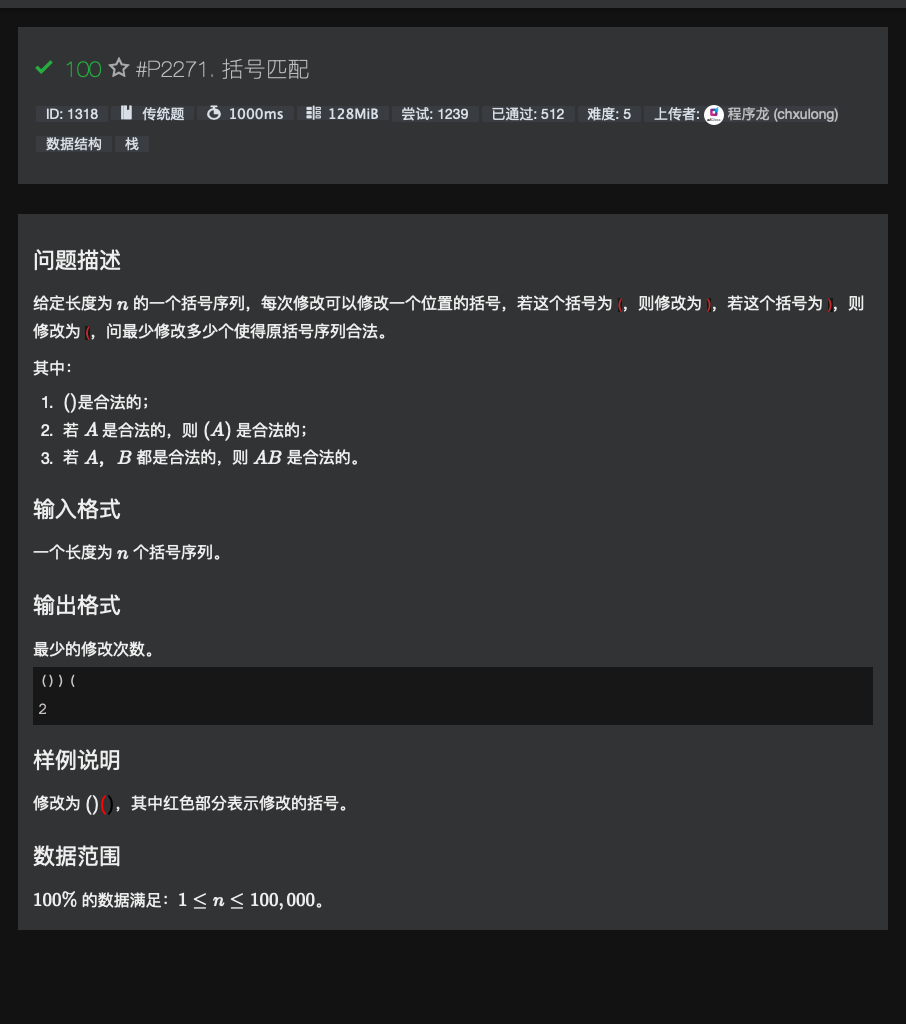 100 #P2271. 括号匹配
ID: 1318 传统题 1000ms 128MiB 尝试: 1239 已通过: 512 难度: 5 上传者: 程序龙 (chxulong)
数据结构 栈
问题描述
给定长度为 n 的一个括号序列，每次修改可以修改一个位置的括号，若这个括号为 (，则修改为 )，若这个括号为 )，则
修改为 (，问最少修改多少个使得原括号序列合法。
其中：
1. ()是合法的；
2. 若 A 是合法的，则 (A) 是合法的；
3. 若 A，B 都是合法的，则 AB 是合法的。
输入格式
一个长度为 n 个括号序列。
输出格式
最少的修改次数。
())(
2
样例说明
修改为 ()()，其中红色部分表示修改的括号。
数据范围
100% 的数据满足：1 ≤ n ≤ 100,000。